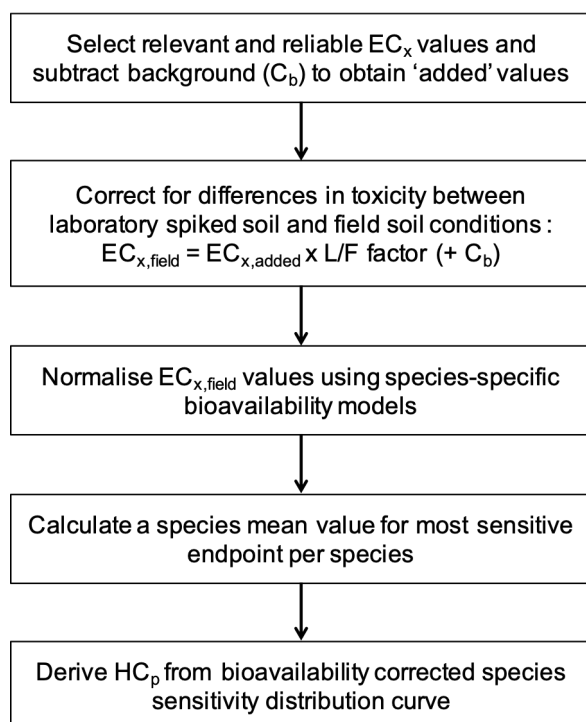 Select relevant and reliable ECx values and
subtract background (Cb) to obtain ‘added’ values
Correct for differences in toxicity between
laboratory spiked soil and field soil conditions :
ECx,field = ECx,added x L/F factor (+ Cb)
Normalise ECx,field values using species-specific
bioavailability models
Calculate a species mean value for most sensitive
endpoint per species
Derive HCp from bioavailability corrected species
sensitivity distribution curve